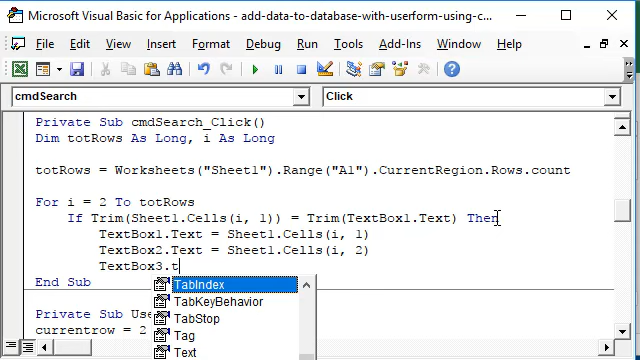 Microsoft Visual Basic for Applications - add-data-to-database-with-userform-using-c...
File Edit View Insert Format Debug Run Tools Add-Ins Window Help
cmdSearch Click
Private Sub cmdSearch_Click()
Dim totRows As Long, i As Long
totRows = Worksheets("Sheet1").Range("A1").CurrentRegion.Rows.count
For i = 2 To totRows
If Trim(Sheet1.Cells(i, 1)) = Trim(TextBox1.Text) Then
TextBox1.Text = Sheet1.Cells(i, 1)
TextBox2.Text = Sheet1.Cells(i, 2)
TextBox3.t
End Sub
TabIndex
TabKeyBehavior
TabStop
Tag
Text
Private Sub Use
currentrow = 2